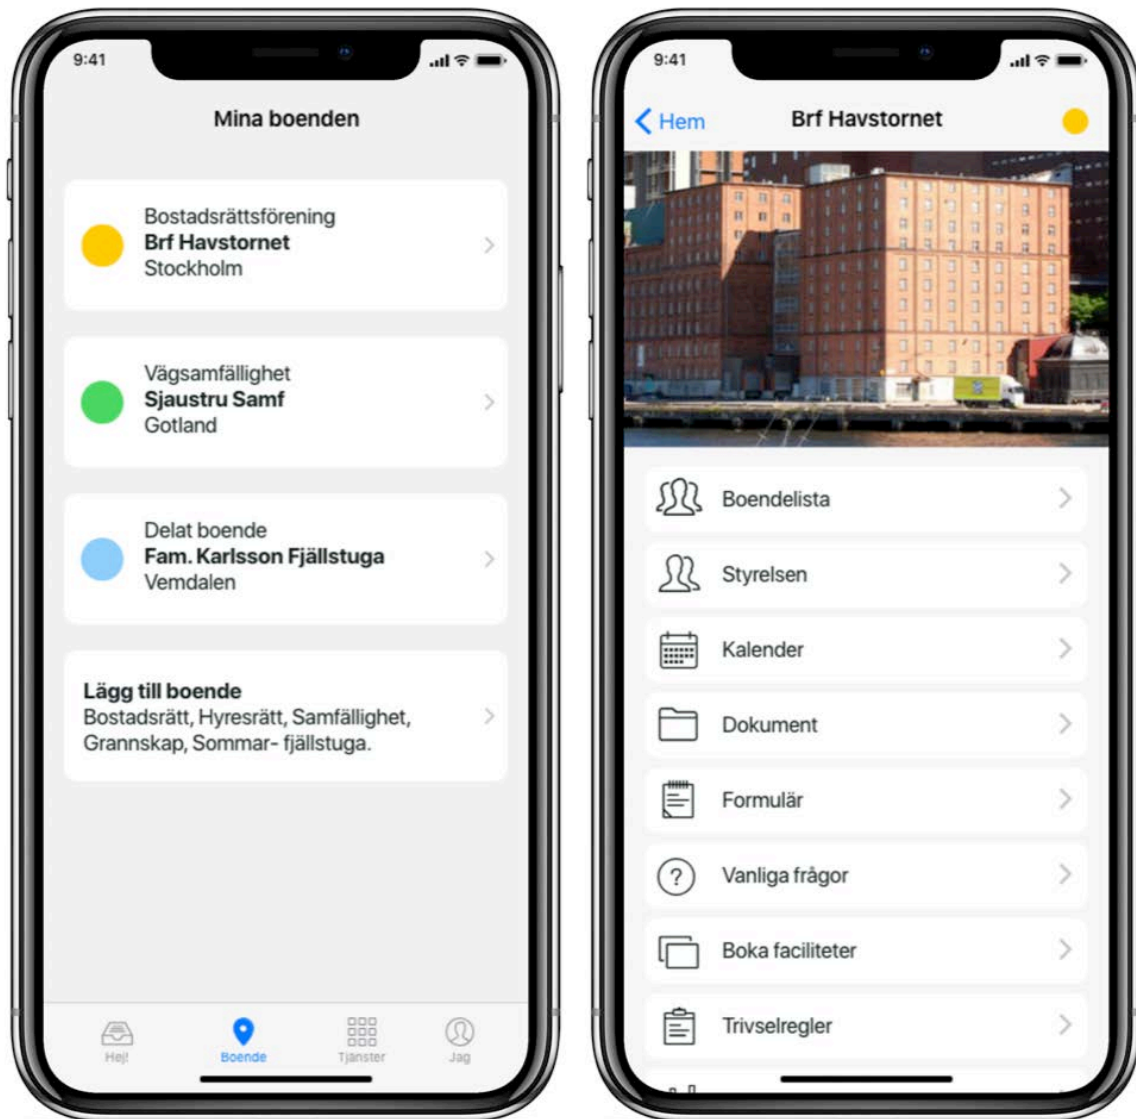 9:41
Mina boenden
Bostadsrättsförening
Brf Havstornet
Stockholm
Vägsamfällighet
Sjaustru Samf
Gotland
Delat boende
Fam. Karlsson Fjällstuga
Vemdalen
Lägg till boende
Bostadsrätt, Hyresrätt, Samfällighet,
Grannskap, Sommar- fjällstuga.
Hej!
Boende
Tjänster
Jag
9:41
Hem
Brf Havstornet
Boendelista
Styrelsen
Kalender
Dokument
Formulär
Vanliga frågor
Boka faciliteter
Trivselregler